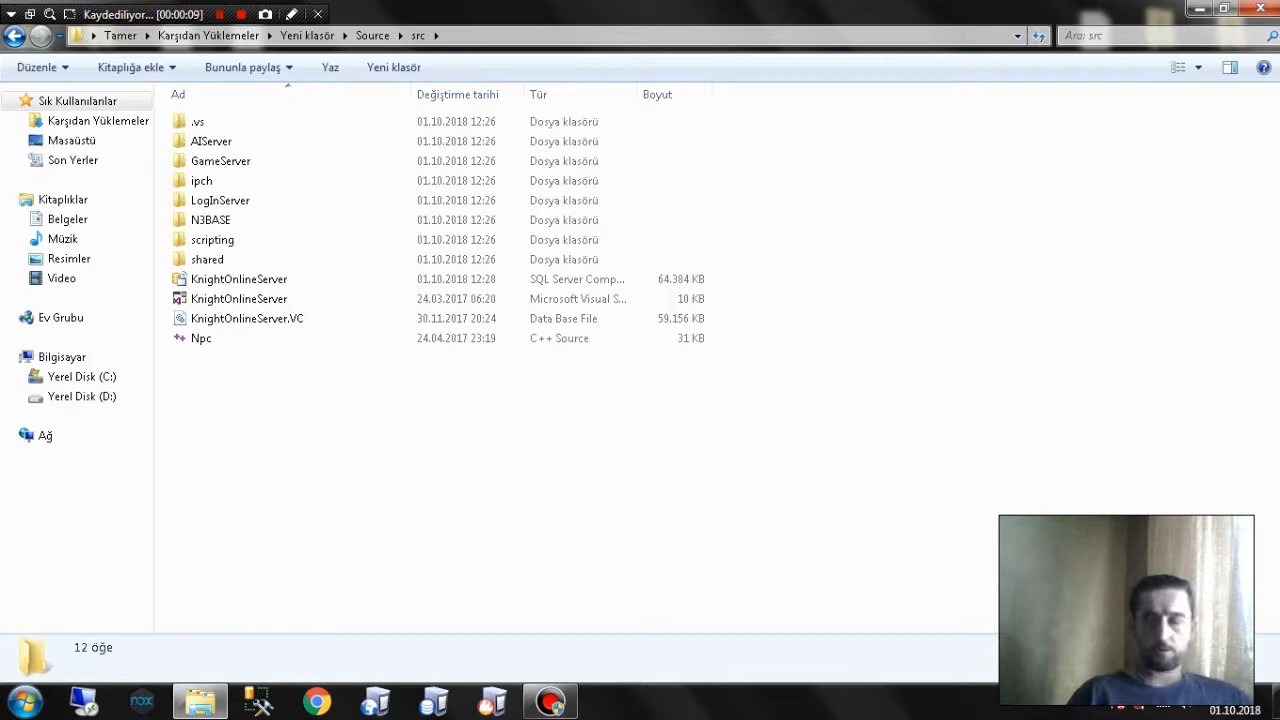 Kaydediliyor... [00:00:09]
Tamer Karşıdan Yüklemeler Yeni klasör Source src
Ara: src
Düzenle Kitaplığa ekle Bununla paylaş Yaz Yeni klasör
Ad Değiştirme tarihi Tür Boyut
Sık Kullanılanlar
Karşıdan Yüklemeler
Masaüstü
Son Yerler
Kitaplıklar
Belgeler
Müzik
Resimler
Video
Ev Grubu
Bilgisayar
Yerel Disk (C:)
Yerel Disk (D:)
Ağ
.vs 01.10.2018 12:26 Dosya klasörü
AIServer 01.10.2018 12:26 Dosya klasörü
GameServer 01.10.2018 12:26 Dosya klasörü
ipch 01.10.2018 12:26 Dosya klasörü
LogInServer 01.10.2018 12:26 Dosya klasörü
N3BASE 01.10.2018 12:26 Dosya klasörü
scripting 01.10.2018 12:26 Dosya klasörü
shared 01.10.2018 12:26 Dosya klasörü
KnightOnlineServer 01.10.2018 12:28 SQL Server Comp... 64.384 KB
KnightOnlineServer 24.03.2017 06:20 Microsoft Visual S... 10 KB
KnightOnlineServer.VC 30.11.2017 20:24 Data Base File 59.156 KB
Npc 24.04.2017 23:19 C++ Source 31 KB
12 öğe
nox
01.10.2018